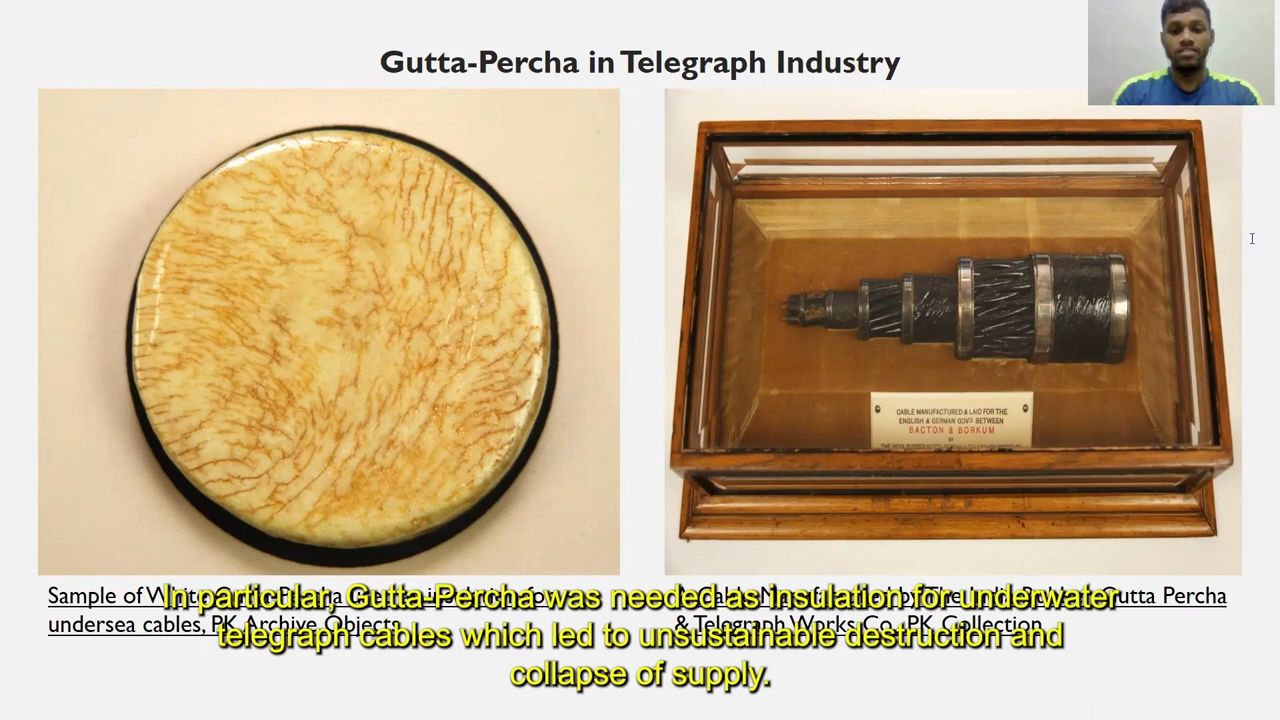 Gutta-Percha in Telegraph Industry
CABLE MANUFACTURED & LAID FOR THE
ENGLISH & GERMAN GOVT BETWEEN
BACTON & BORKUM
BY
Sample of
undersea cables, PK Archive Objects
Gutta Percha
& Telegraph Works Co, PK Collection
In particular, Gutta-Percha was needed as insulation for underwater
telegraph cables which led to unsustainable destruction and
collapse of supply.